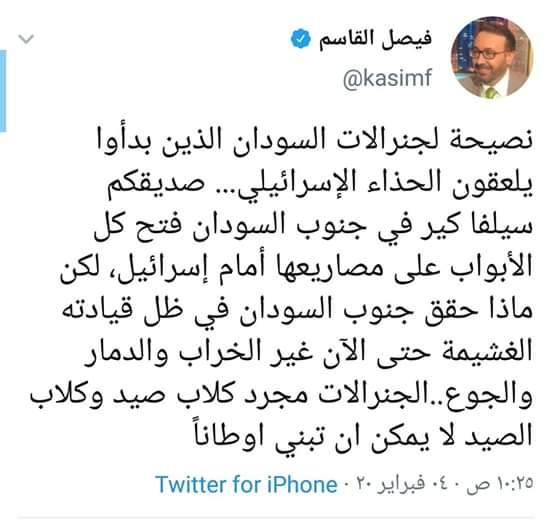 فيصل القاسم
@kasimf
نصيحة لجنرالات السودان الذين بدأوا
يلعقون الحذاء الإسرائيلي... صديقكم
سيلفا كير في جنوب السودان فتح كل
الأبواب على مصاريعها أمام إسرائيل، لكن
ماذا حقق جنوب السودان في ظل قيادته
الغشيمة حتى الآن غير الخراب والدمار
والجوع..الجنرالات مجرد كلاب صيد وكلاب
الصيد لا يمكن ان تبني اوطاناً
١٠:٢٥ ص · ٠٤ فبراير ٢٠ · Twitter for iPhone